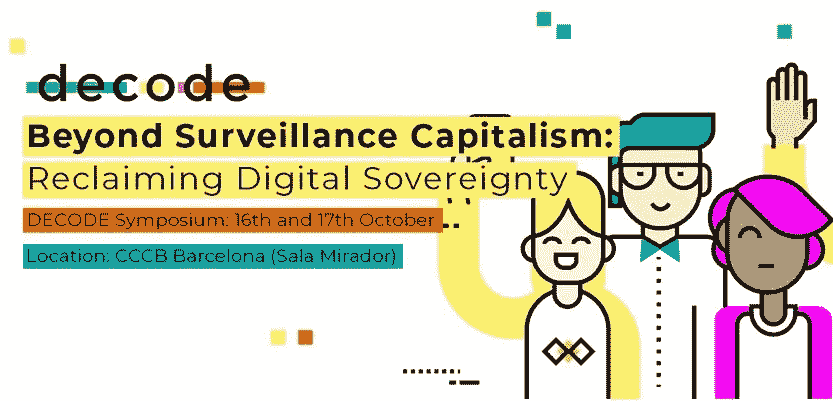 decode
Beyond Surveillance Capitalism:
Reclaiming Digital Sovereignty
DECODE Symposium: 16th and 17th October
Location: CCCB Barcelona (Sala Mirador)